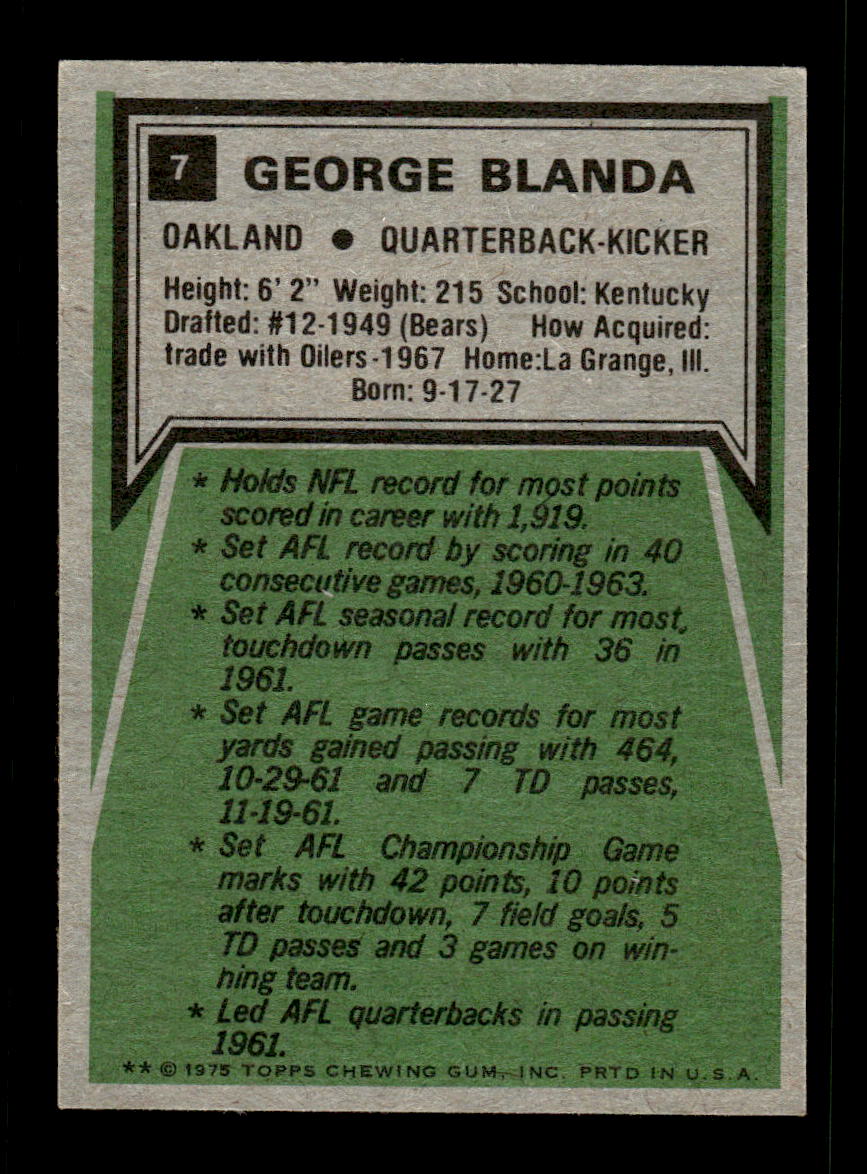 7 GEORGE BLANDA
OAKLAND ● QUARTERBACK-KICKER
Height: 6' 2" Weight: 215 School: Kentucky
Drafted: #12-1949 (Bears) How Acquired:
trade with Oilers-1967 Home:La Grange, Ill.
Born: 9-17-27
* Holds NFL record for most points
scored in career with 1,919.
* Set AFL record by scoring in 40
consecutive games, 1960-1963.
* Set AFL seasonal record for most
touchdown passes with 36 in
1961.
* Set AFL game records for most
yards gained passing with 464,
10-29-61 and 7 TD passes,
11-19-61.
* Set AFL Championship Game
marks with 42 points, 10 points
after touchdown, 7 field goals, 5
TD passes and 3 games on win-
ning team.
* Led AFL quarterbacks in passing
1961.
** © 1975 TOPPS CHEWING GUM, INC. PRTD IN U.S.A.